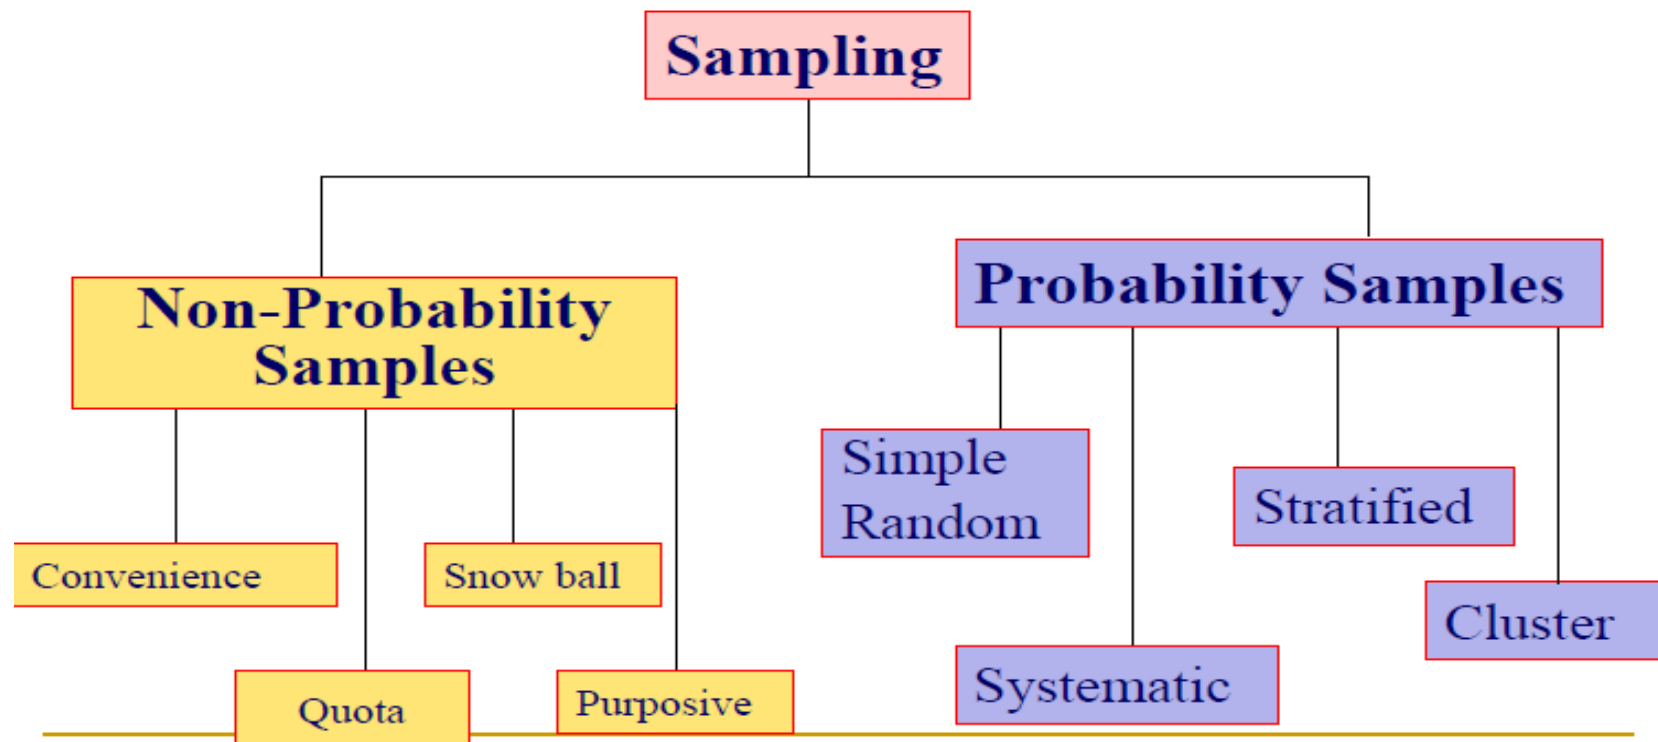 Sampling
Non-Probability
Samples
Probability Samples
Convenience
Quota
Snow ball
Purposive
Simple
Random
Systematic
Stratified
Cluster